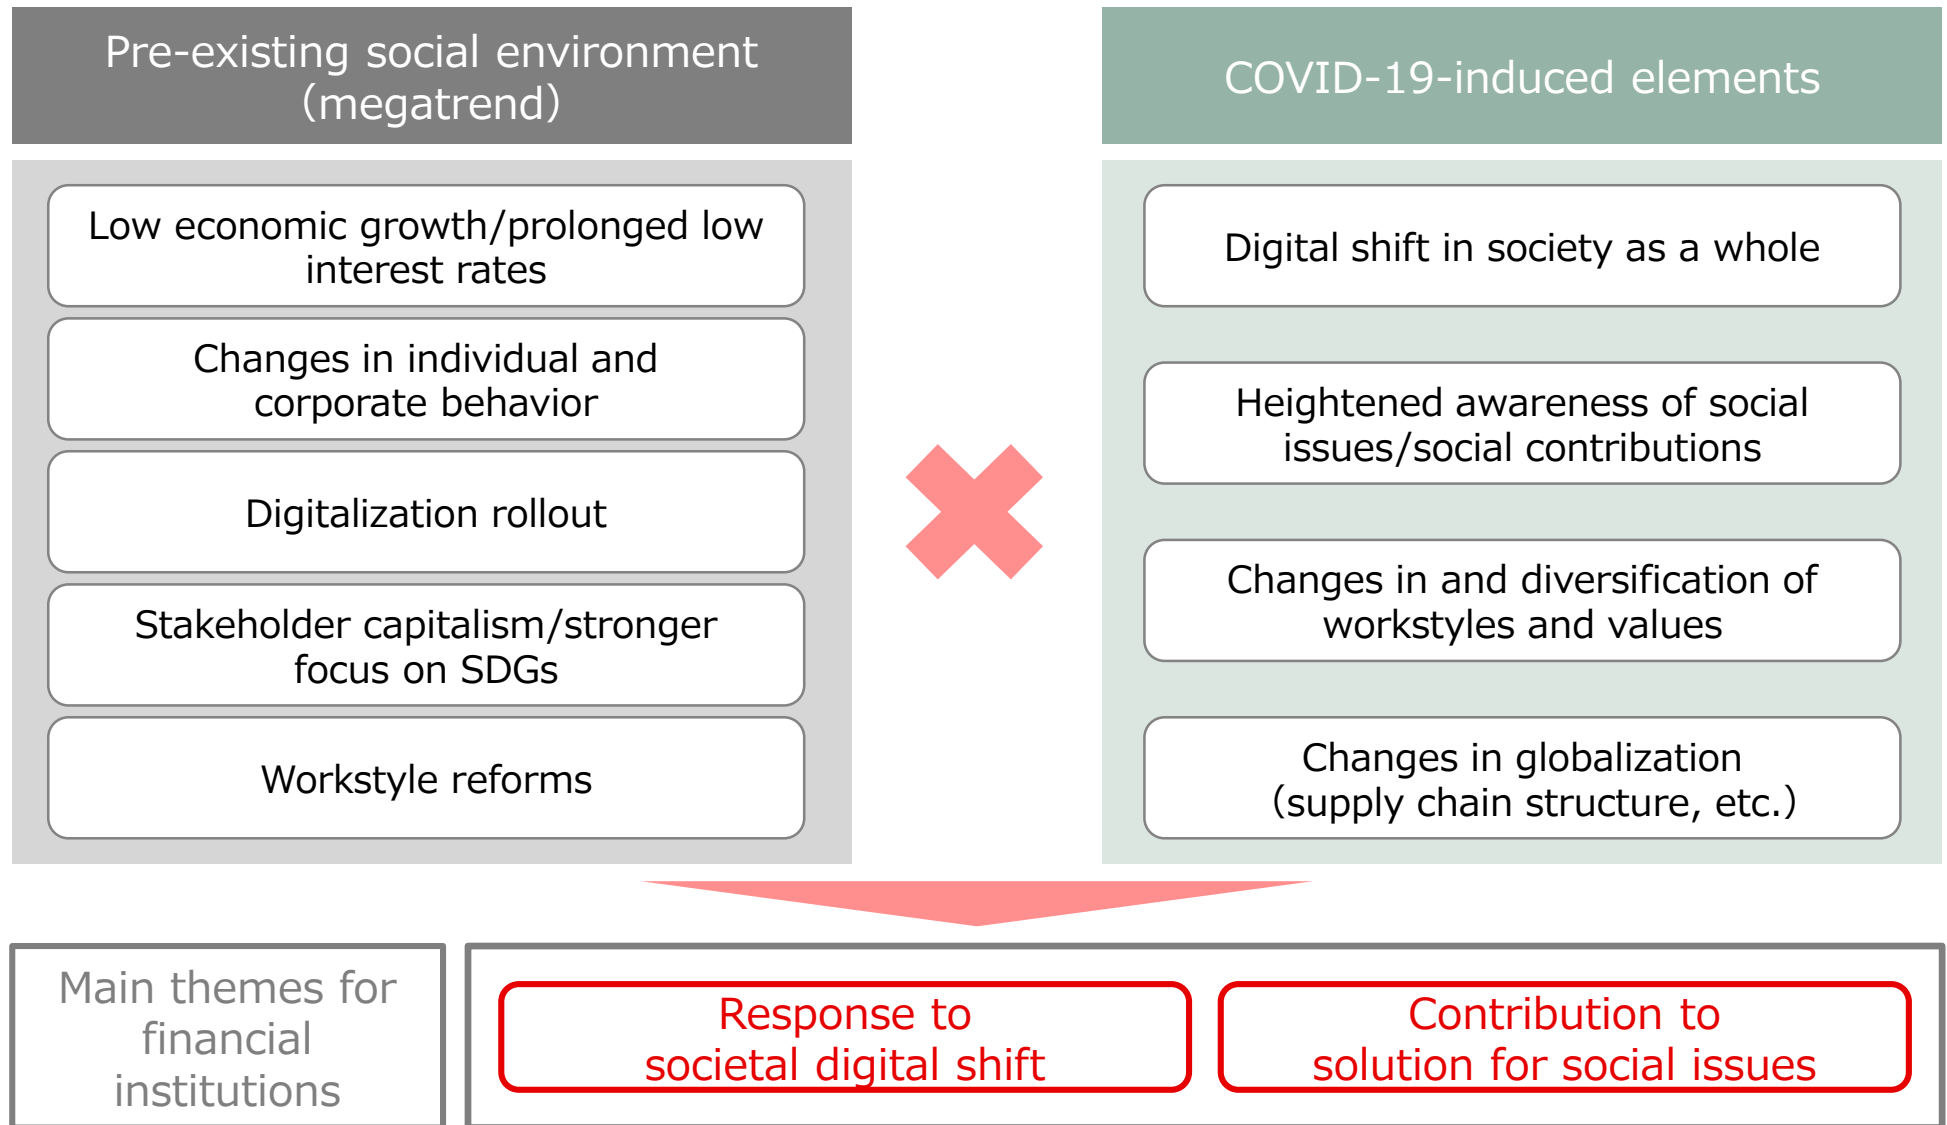 Pre-existing social environment
（megatrend）
Low economic growth/prolonged low
interest rates
Changes in individual and
corporate behavior
Digitalization rollout
Stakeholder capitalism/stronger
focus on SDGs
Workstyle reforms
COVID-19-induced elements
Digital shift in society as a whole
Heightened awareness of social
issues/social contributions
Changes in and diversification of
workstyles and values
Changes in globalization
（supply chain structure, etc.）
Main themes for
financial
institutions
Response to
societal digital shift
Contribution to
solution for social issues